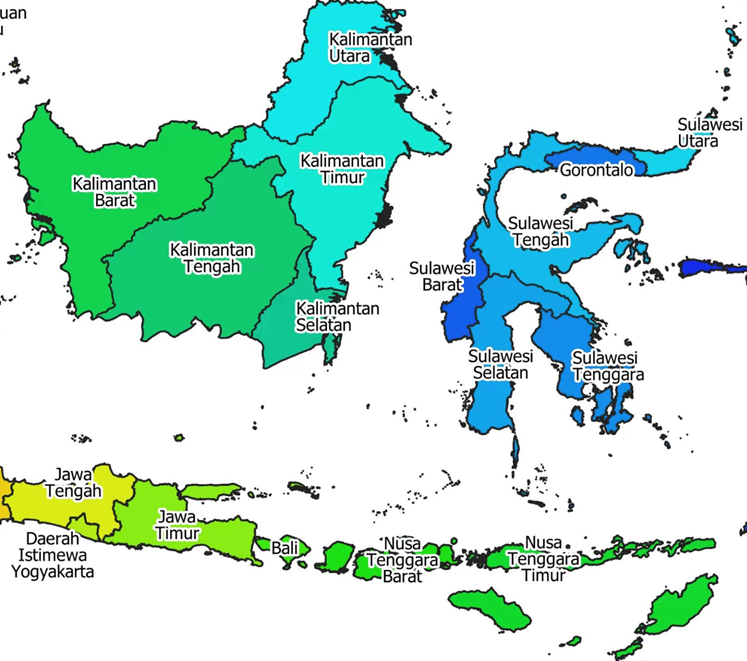 uan
Kalimantan
Utara
Sulawesi
Utara
Kalimantan
Timur
Gorontalo
Kalimantan
Barat
Sulawesi
Tengah
Kalimantan
Tengah
Sulawesi
Barat
Kalimantan
Selatan
Sulawesi
Selatan
Sulawesi
Tenggara
Jawa
Tengah
Jawa
Timur
Daerah
Istimewa
Yogyakarta
Bali
Nusa
Tenggara
Barat
Nusa
Tenggara
Timur